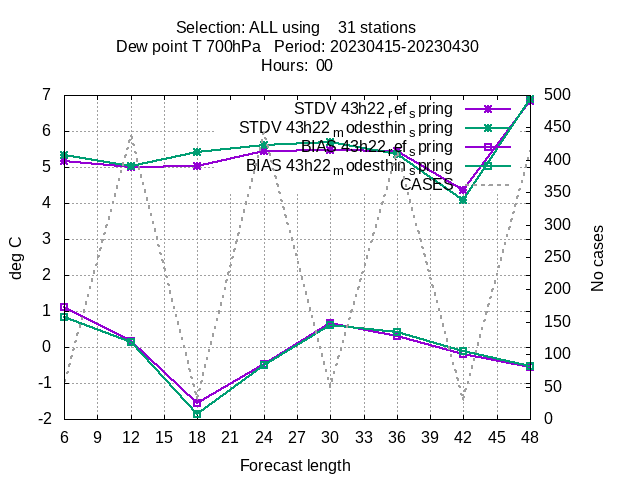 Selection: ALL using    31 stations
Dew point T 700hPa   Period: 20230415-20230430
Hours:  00
STDV 43h22_ref_spring
STDV 43h22_modesthin_spring
BIAS 43h22_ref_spring
BIAS 43h22_modesthin_spring
CASES
7
6
5
4
3
2
1
0
-1
-2
deg C
500
450
400
350
300
250
200
150
100
50
0
No cases
6 9 12 15 18 21 24 27 30 33 36 39 42 45 48
Forecast length